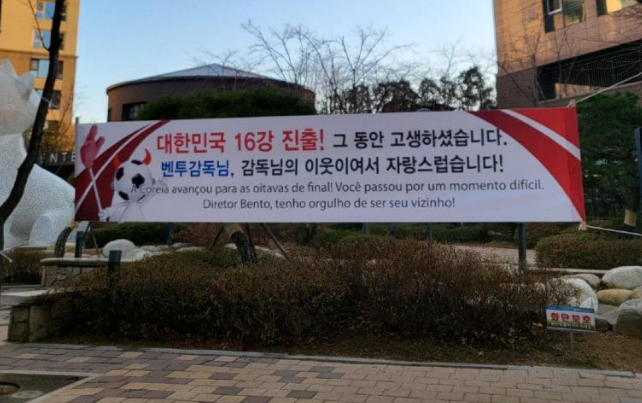 대한민국 16강 진출! 그 동안 고생하셨습니다.
벤투감독님, 감독님의 이웃이여서 자랑스럽습니다!
A Coreia avançou para as oitavas de final! Você passou por um momento difícil.
Diretor Bento, tenho orgulho de ser seu vizinho!
화단보호